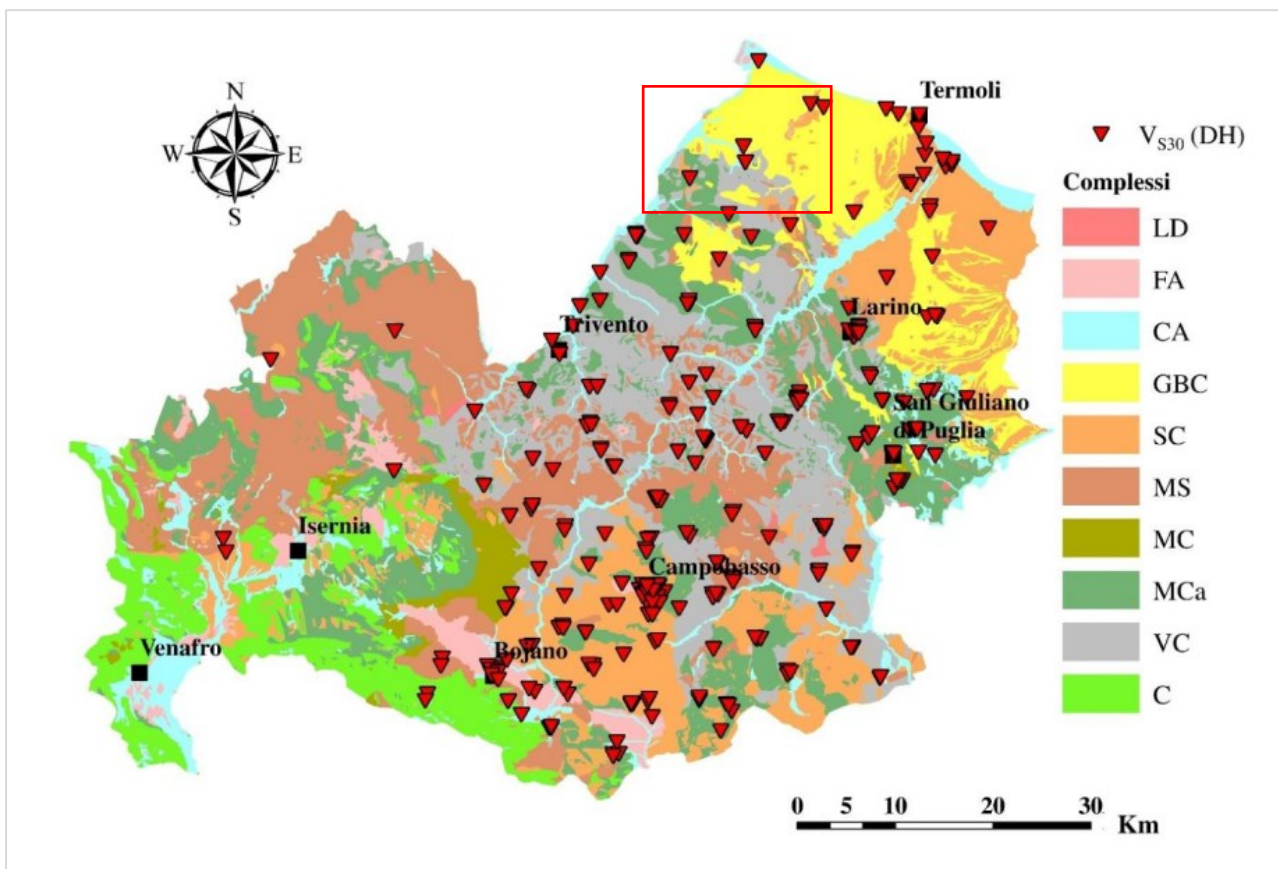 N
W
E
S
Termoli
Larino
Trivento
San Giuliano
di Puglia
Isernia
Campobasso
Bojano
Venafro
V_S30 (DH)
Complessi
LD
FA
CA
GBC
SC
MS
MC
MCa
VC
C
0 5 10 20 30
Km